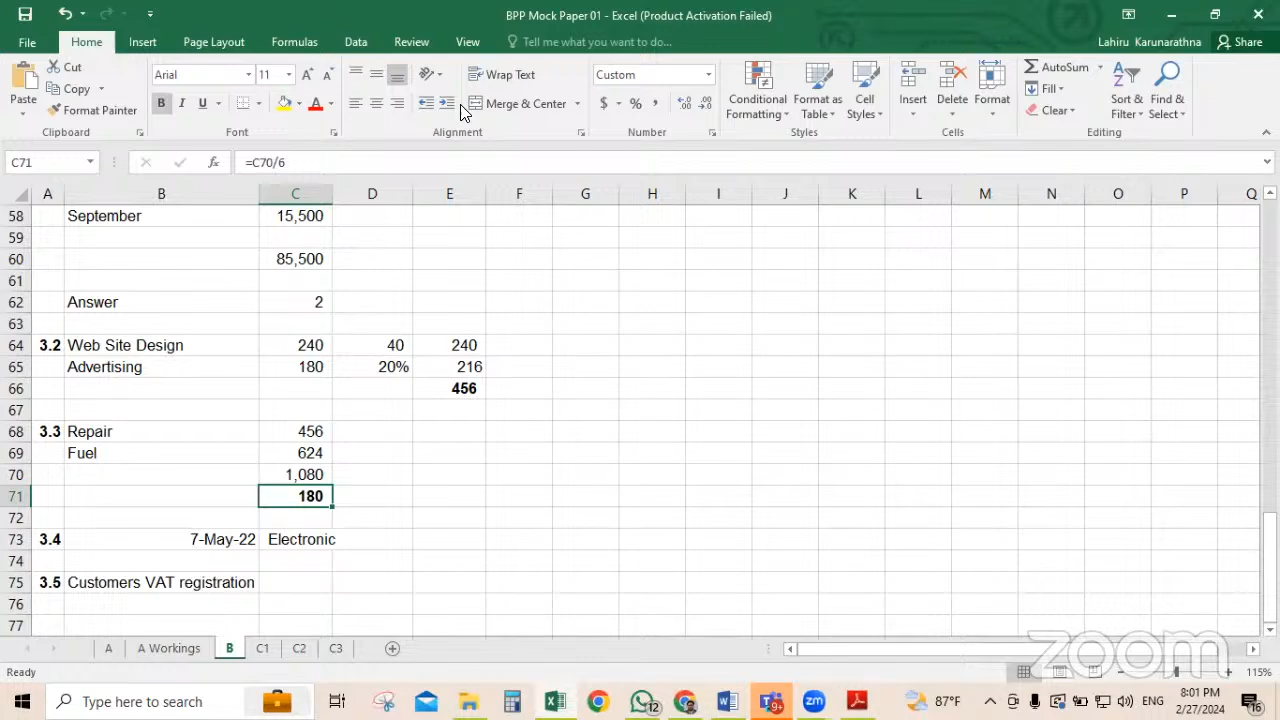 BPP Mock Paper 01 - Excel (Product Activation Failed)
File Home Insert Page Layout Formulas Data Review View Tell me what you want to do... Lahiru Karunarathna Share
Cut
Copy
Paste Format Painter
Clipboard
Arial 11
B I U
Font
Wrap Text
Merge & Center
Alignment
Custom
$ % ,
Number
Conditional Formatting
Format as Table
Cell Styles
Styles
Insert Delete Format
Cells
AutoSum
Fill
Clear
Sort & Filter
Find & Select
Editing
C71 fx =C70/6
A B C D E F G H I J K L M N O P Q
58 September 15,500
59
60 85,500
61
62 Answer 2
63
64 3.2 Web Site Design 240 40 240
65 Advertising 180 20% 216
66 456
67
68 3.3 Repair 456
69 Fuel 624
70 1,080
71 180
72
73 3.4 7-May-22 Electronic
74
75 3.5 Customers VAT registration
76
77
A A Workings B C1 C2 C3
zoom
Ready 115%
Type here to search 12 9+ 87°F ENG 8:01 PM 2/27/2024 16